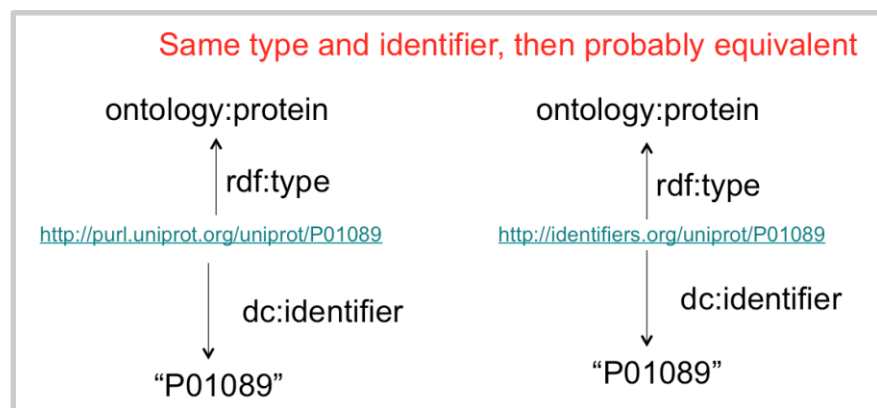 Same type and identifier, then probably equivalent
ontology:protein
rdf:type
http://purl.uniprot.org/uniprot/P01089
dc:identifier
“P01089”
ontology:protein
rdf:type
http://identifiers.org/uniprot/P01089
dc:identifier
“P01089”